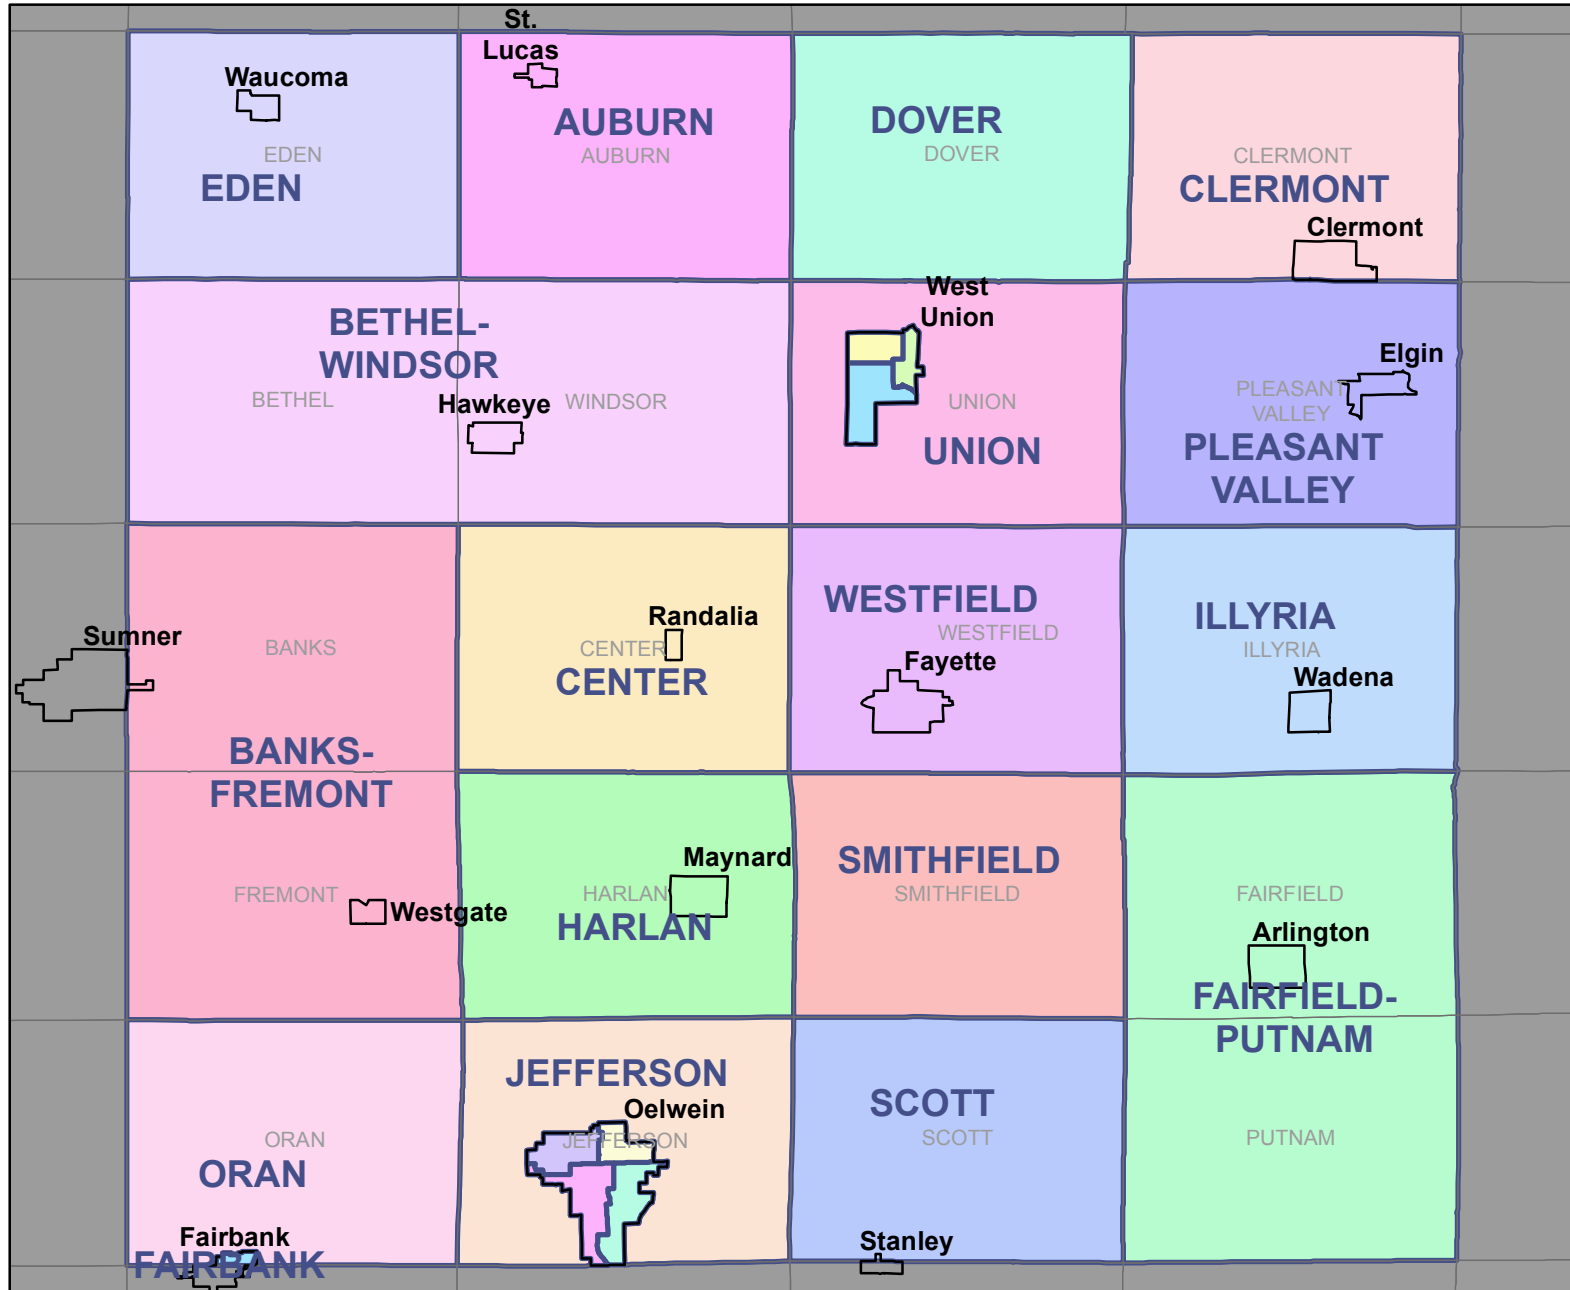 St.
Lucas
Waucoma
AUBURN
AUBURN
DOVER
DOVER
EDEN
EDEN
CLERMONT
CLERMONT
Clermont
BETHEL-
WINDSOR
BETHEL
Hawkeye
WINDSOR
West
Union
UNION
UNION
Elgin
PLEASANT
VALLEY
PLEASANT
VALLEY
Sumner
BANKS
BANKS-
FREMONT
FREMONT
Westgate
Randalia
CENTER
CENTER
WESTFIELD
WESTFIELD
Fayette
ILLYRIA
ILLYRIA
Wadena
Maynard
HARLAN
HARLAN
SMITHFIELD
SMITHFIELD
FAIRFIELD
Arlington
FAIRFIELD-
PUTNAM
PUTNAM
ORAN
ORAN
Fairbank
FAIRBANK
JEFFERSON
Oelwein
JEFFERSON
SCOTT
SCOTT
Stanley